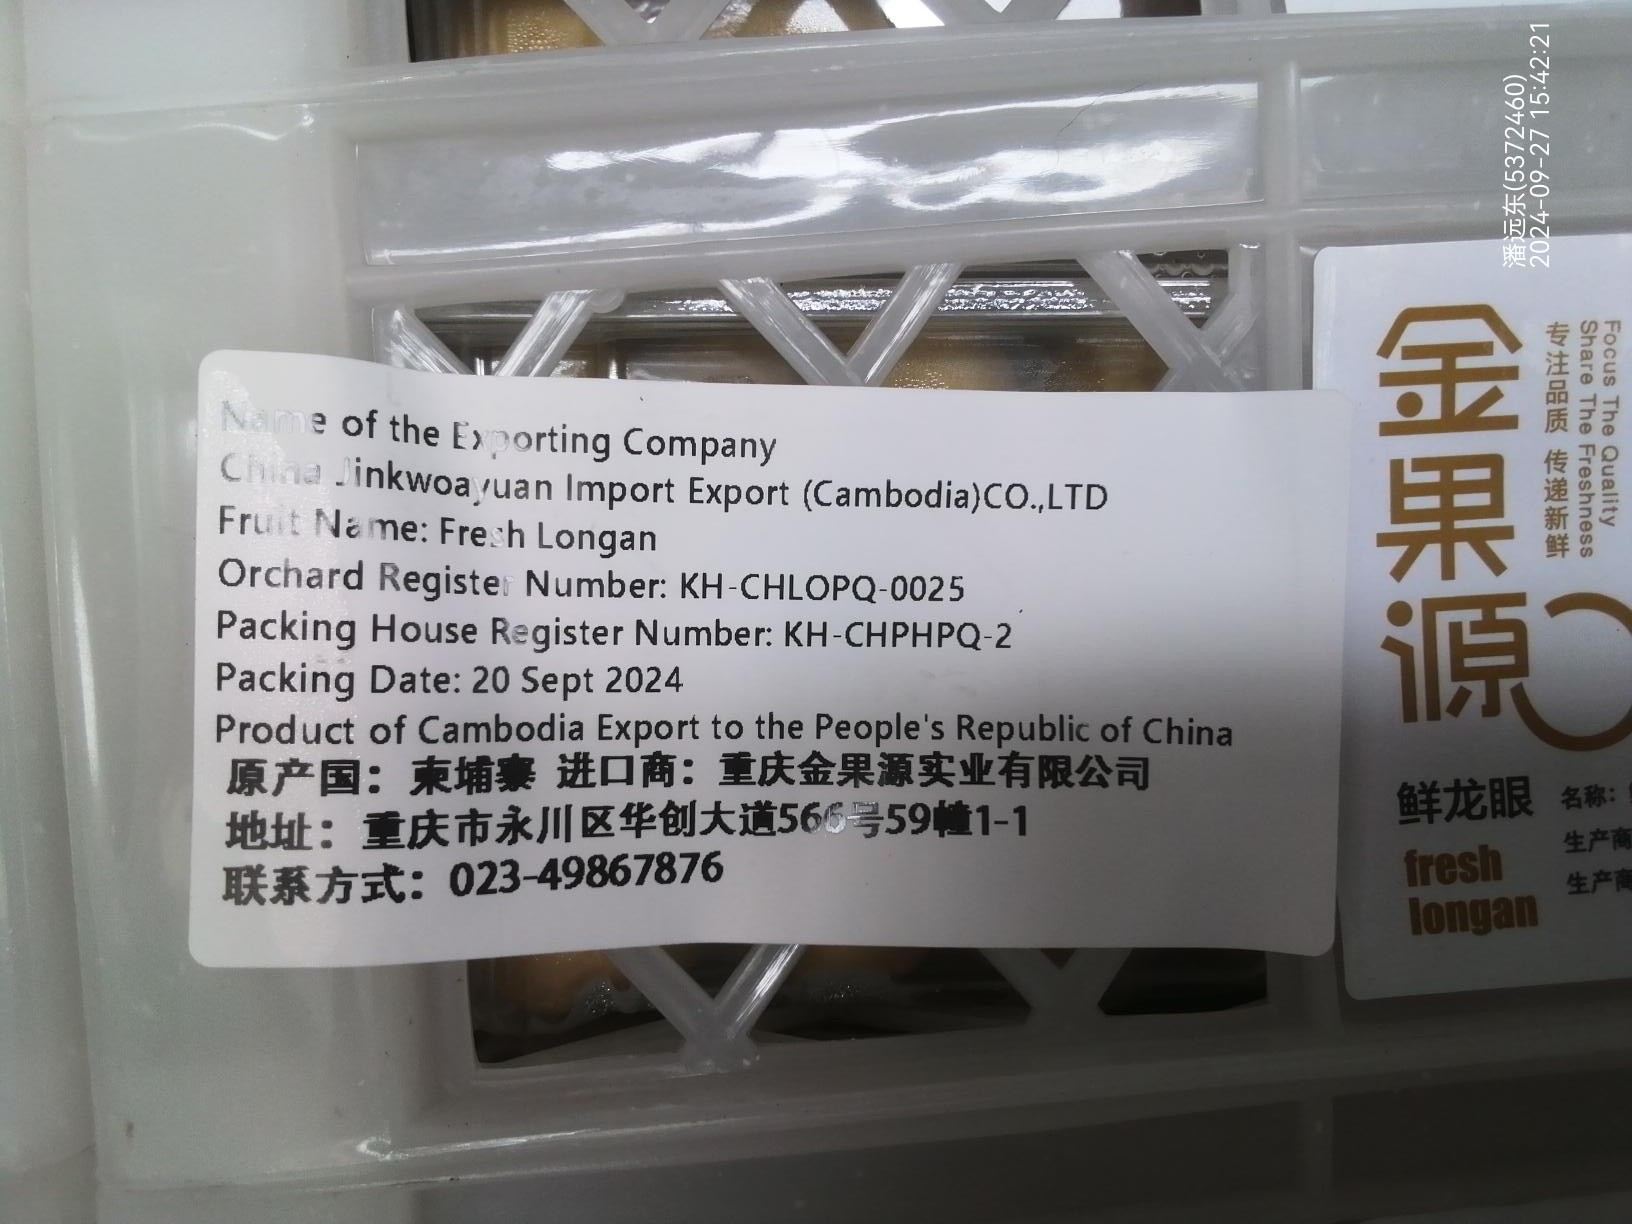 Name of the Exporting Company
China Jinkwoayuan Import Export (Cambodia)CO.,LTD
Fruit Name: Fresh Longan
Orchard Register Number: KH-CHLOPQ-0025
Packing House Register Number: KH-CHPHPQ-2
Packing Date: 20 Sept 2024
Product of Cambodia Export to the People's Republic of China
原产国：柬埔寨 进口商：重庆金果源实业有限公司
地址：重庆市永川区华创大道566号59幢1-1
联系方式：023-49867876
金果源
专注品质 传递新鲜
Focus The Quality
Share The Freshness
鲜龙眼
fresh
longan
名称：
生产商
生产商
潘远东(5372460)
2024-09-27 15:42:21